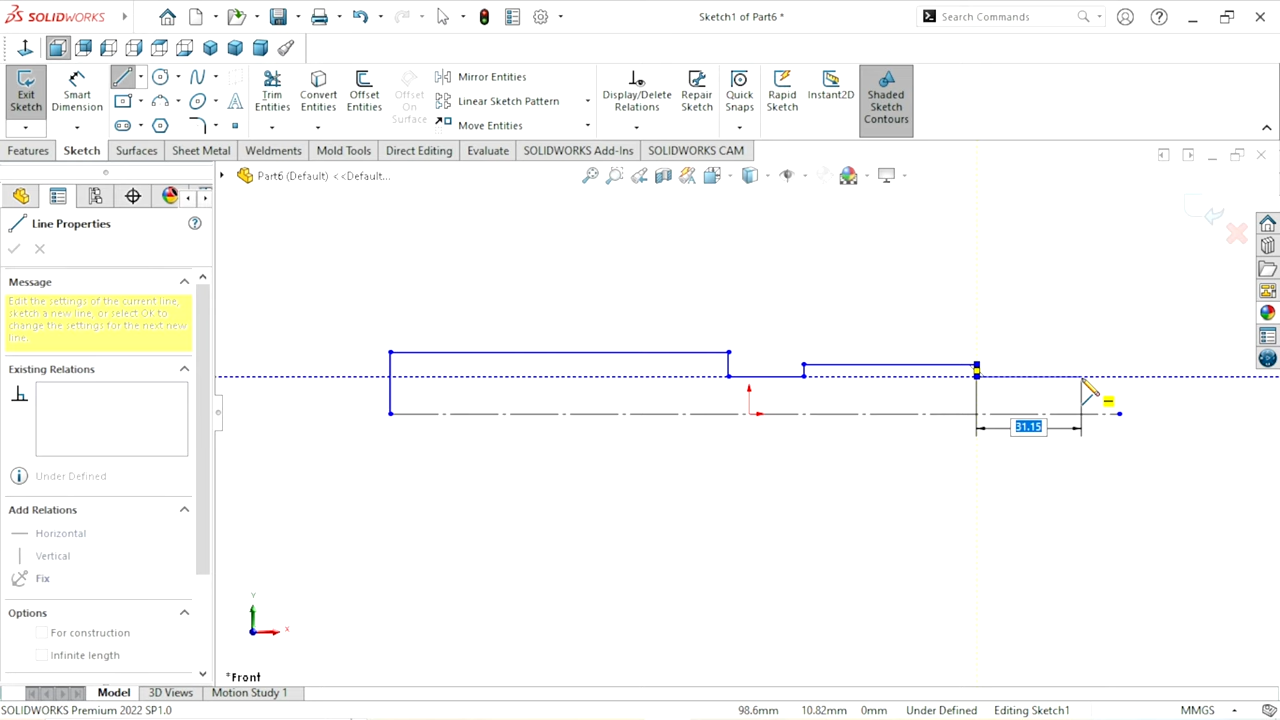 SOLIDWORKS
Sketch1 of Part6 *
Search Commands
Exit Sketch
Smart Dimension
Trim Entities
Convert Entities
Offset Entities
Offset On Surface
Mirror Entities
Linear Sketch Pattern
Move Entities
Display/Delete Relations
Repair Sketch
Quick Snaps
Rapid Sketch
Instant2D
Shaded Sketch Contours
Features
Sketch
Surfaces
Sheet Metal
Weldments
Mold Tools
Direct Editing
Evaluate
SOLIDWORKS Add-Ins
SOLIDWORKS CAM
Part6 (Default) <<Default...
Line Properties
Message
Edit the settings of the current line,
sketch a new line, or select Ok to
change the settings for the next new
line.
Existing Relations
Under Defined
Add Relations
Horizontal
Vertical
Fix
Options
For construction
Infinite length
31.15
Y
X
*Front
Model
3D Views
Motion Study 1
SOLIDWORKS Premium 2022 SP1.0
98.6mm
10.82mm
0mm
Under Defined
Editing Sketch1
MMGS